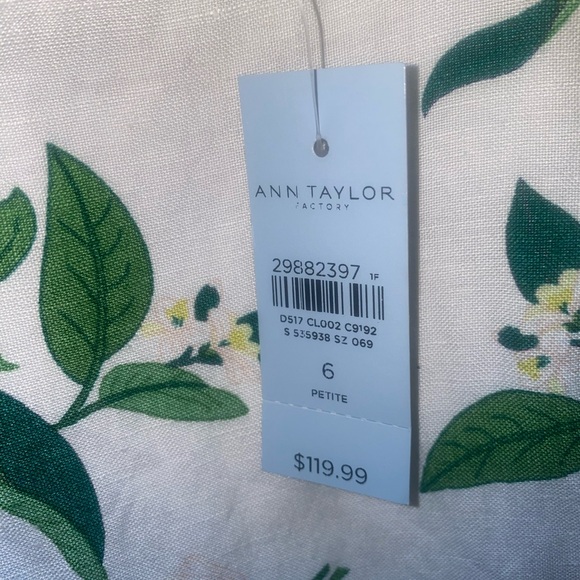 ANN TAYLOR
FACTORY
29882397 1F
D517 CL002 C9192
S 535938 SZ 069
6
PETITE
$119.99